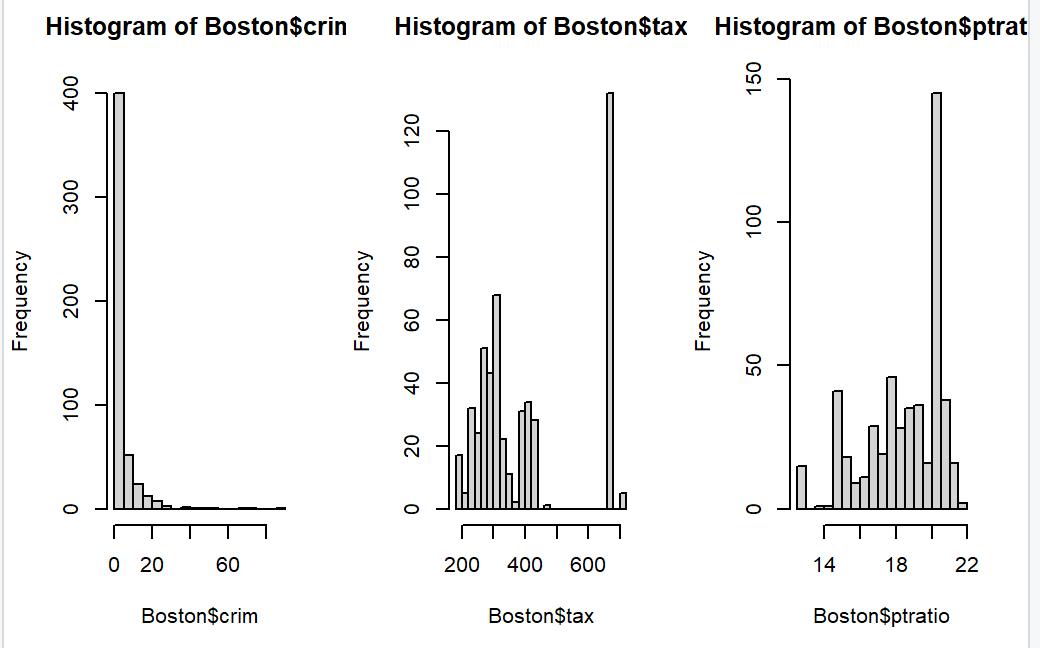 Histogram of Boston$crin
Frequency
400
300
200
100
0
0 20 60
Boston$crim
Histogram of Boston$tax
Frequency
120
100
80
60
40
20
0
200 400 600
Boston$tax
Histogram of Boston$ptrat
Frequency
150
100
50
0
14 18 22
Boston$ptratio